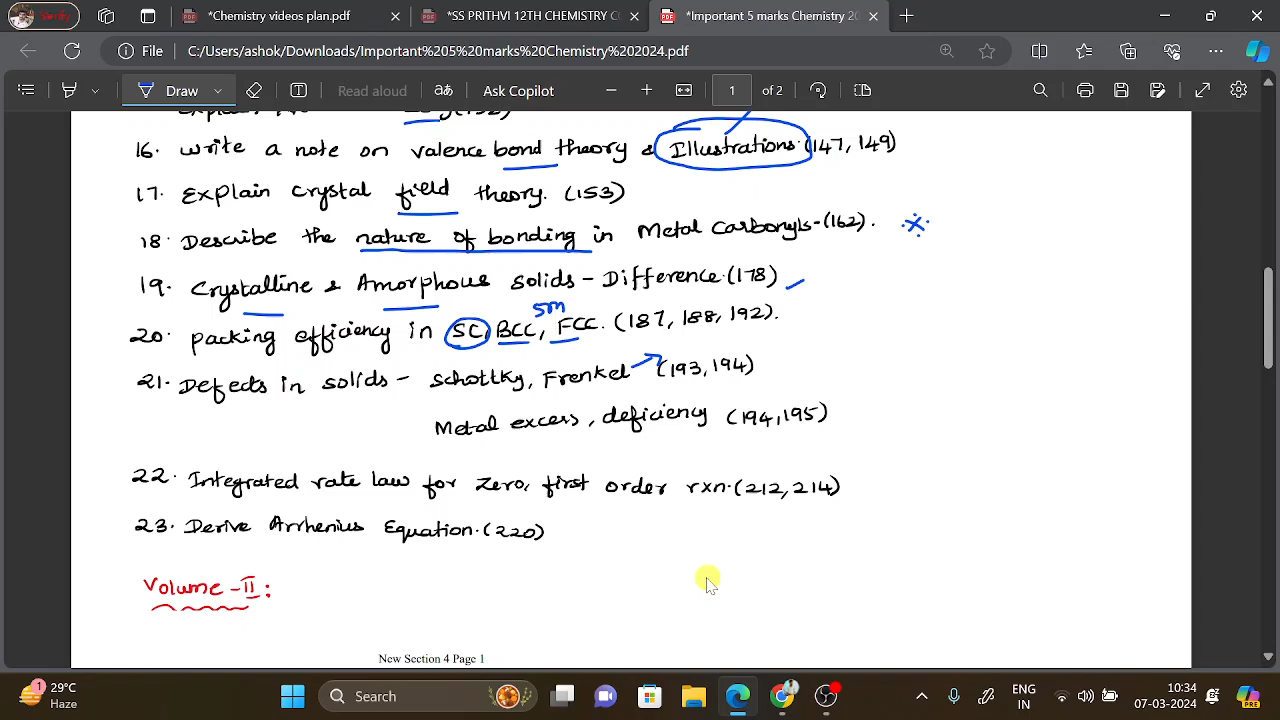 Chemistry videos plan.pdf
*SS PRITHVI 12TH CHEMISTRY C
*Important 5 marks Chemistry 20
File C:/Users/ashok/Downloads/Important%205%20marks%20Chemistry%202024.pdf
Draw Read aloud aあ Ask Copilot 1 of 2
16. Write a note on valence bond theory & Illustrations. (147, 149)
17. Explain crystal field theory. (153)
18. Describe the nature of bonding in Metal Carbonyls-(162).
19. Crystalline & Amorphous solids - Difference.(178)
5m
20. packing efficiency in SC, BCC, FCC. (187, 188, 192).
21. Defects in solids - Schottky, Frenkel (193, 194)
Metal excess, deficiency (194, 195)
22. Integrated rate law for Zero, first order rxn.(212, 214)
23. Derive Arrhenius Equation.(220)
Volume - II :
New Section 4 Page 1
1 29°C
Haze
Search
ENG
IN
10:34
07-03-2024
PRE